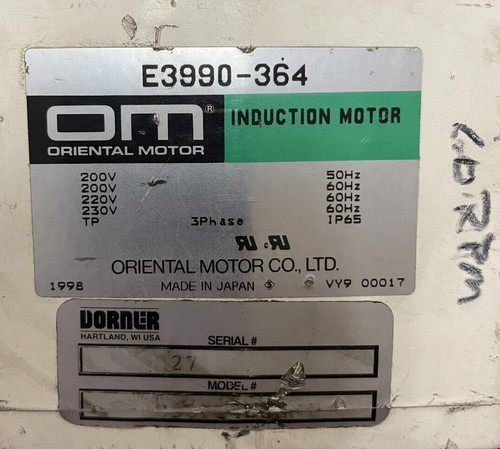 E3990-364
OM® INDUCTION MOTOR
ORIENTAL MOTOR
200V 50Hz
200V 60Hz
220V 60Hz
230V 60Hz
TP 3Phase IP65
ORIENTAL MOTOR CO., LTD.
1998 MADE IN JAPAN S VY9 00017
DORNER
HARTLAND, WI USA
SERIAL #
27
MODEL #
RPM